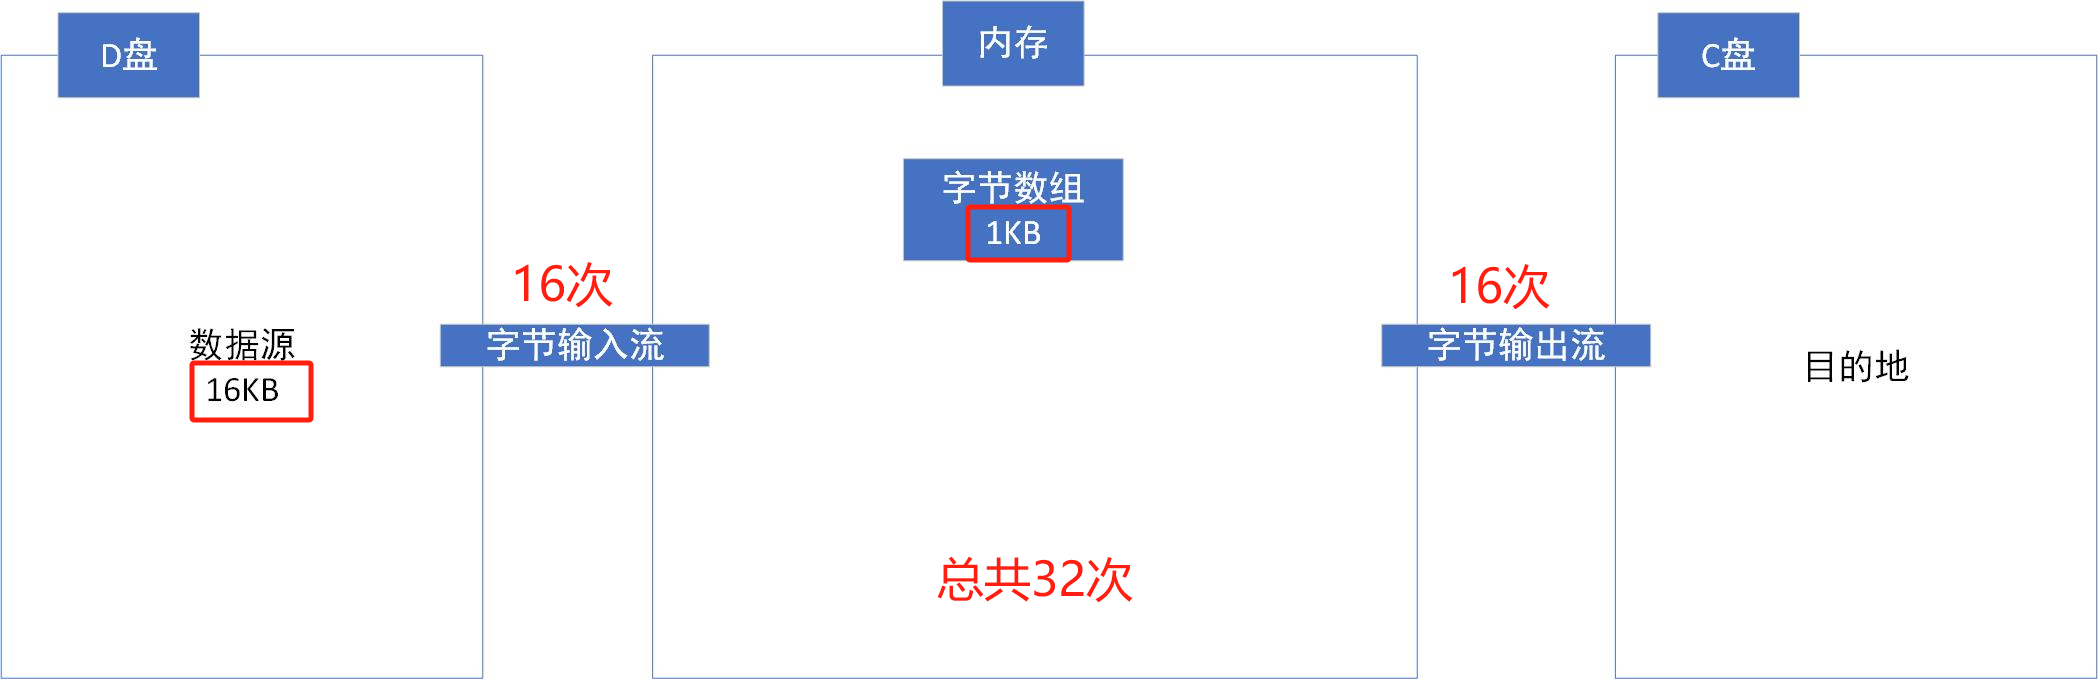 D盘
内存
C盘
字节数组
1KB
16次
16次
字节输入流
字节输出流
数据源
16KB
目的地
总共32次